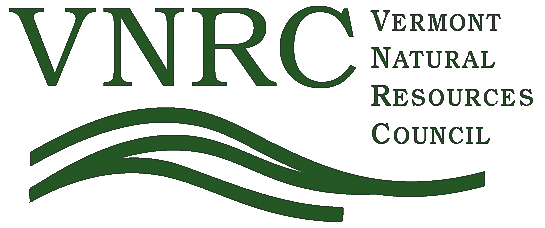 VNRC
VERMONT
NATURAL
RESOURCES
COUNCIL